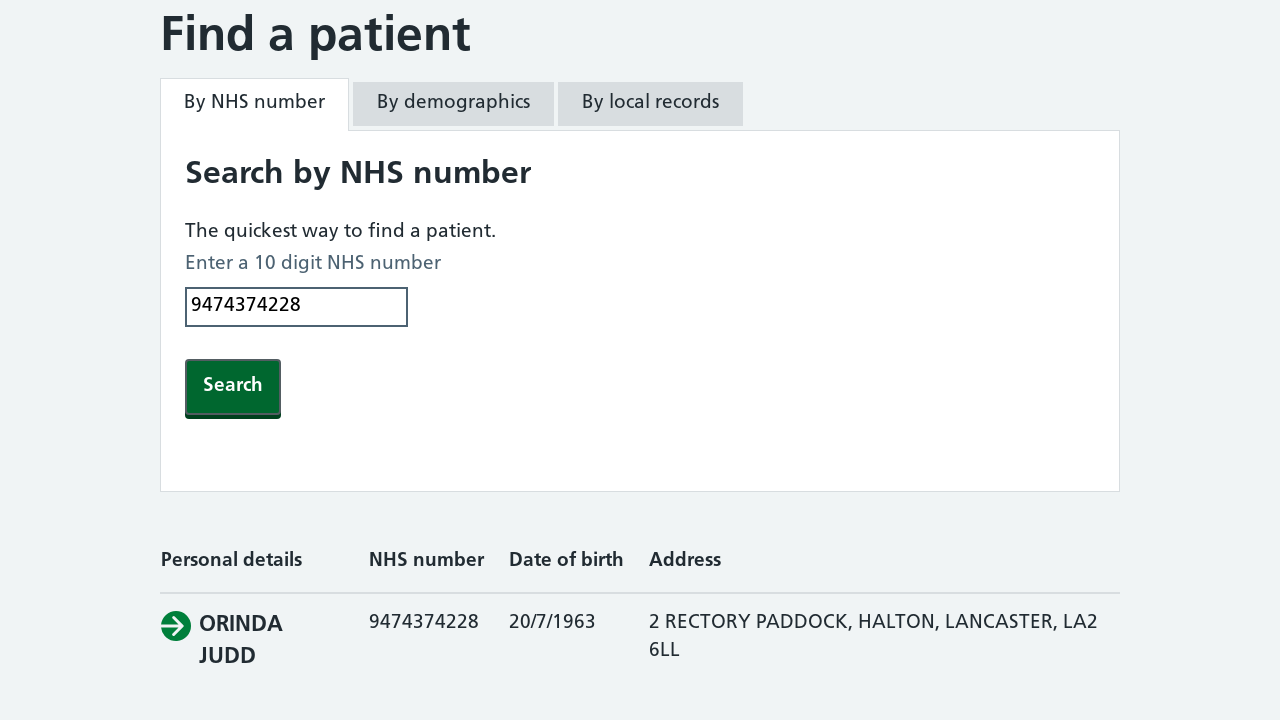 Find a patient
By NHS number
By demographics
By local records
Search by NHS number
The quickest way to find a patient.
Enter a 10 digit NHS number
9474374228
Search
Personal details
NHS number
Date of birth
Address
ORINDA
JUDD
9474374228
20/7/1963
2 RECTORY PADDOCK, HALTON, LANCASTER, LA2
6LL